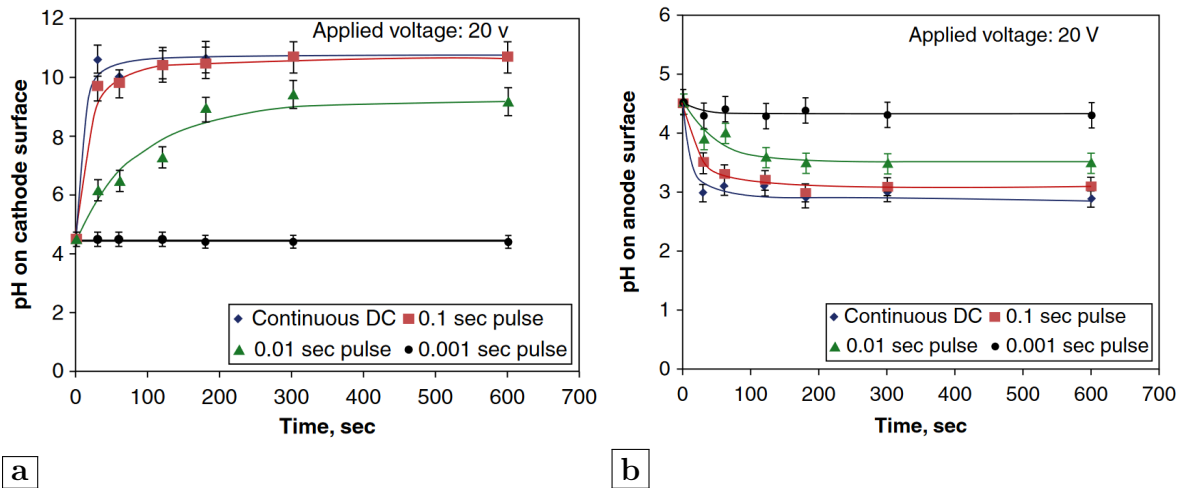 Applied voltage: 20 v
pH on cathode surface
12
10
8
6
4
2
0
Continuous DC 0.1 sec pulse
0.01 sec pulse 0.001 sec pulse
0 100 200 300 400 500 600 700
Time, sec
a
Applied voltage: 20 V
pH on anode surface
6
5
4
3
2
1
0
Continuous DC 0.1 sec pulse
0.01 sec pulse 0.001 sec pulse
0 100 200 300 400 500 600 700
Time, sec
b